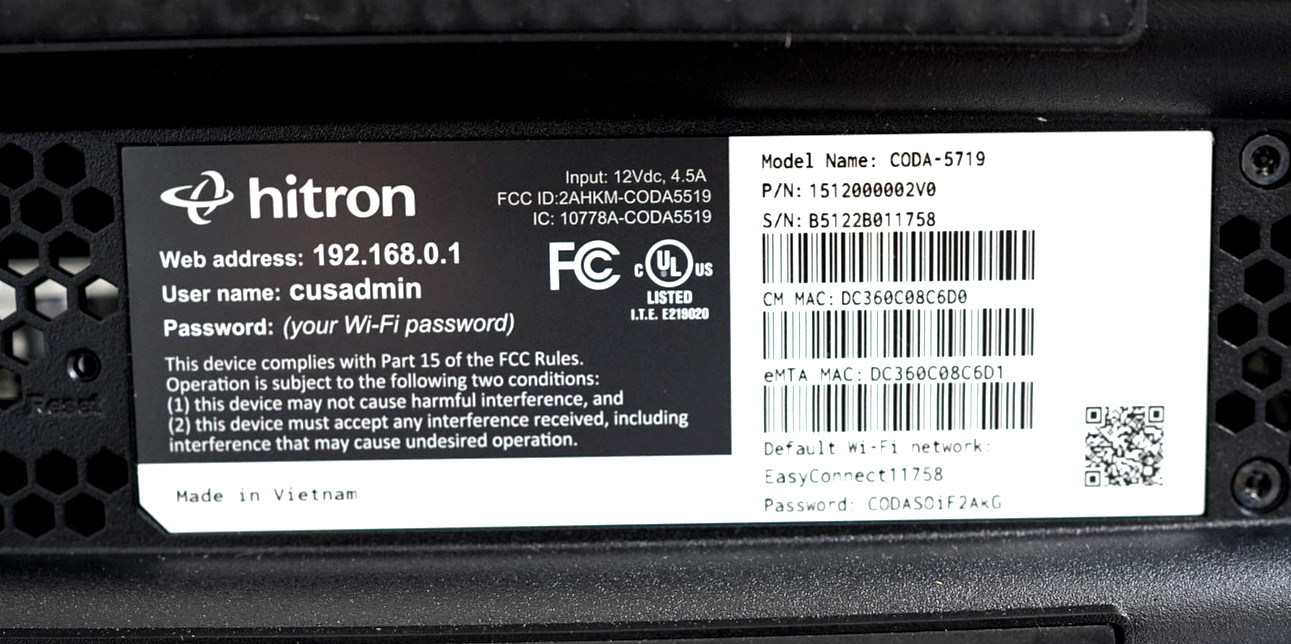 hitron
Input: 12Vdc, 4.5A
FCC ID:2AHKM-CODA5519
IC: 10778A-CODA5519
Web address: 192.168.0.1
User name: cusadmin
Password: (your Wi-Fi password)
FC
C UL US
LISTED
I.T.E. E219020
This device complies with Part 15 of the FCC Rules.
Operation is subject to the following two conditions:
(1) this device may not cause harmful interference, and
(2) this device must accept any interference received, including
interference that may cause undesired operation.
Made in Vietnam
Model Name: CODA-5719
P/N: 1512000002V0
S/N: B5122B011758
CM MAC: DC360C08C6D0
eMTA MAC: DC360C08C6D1
Default Wi-Fi network:
EasyConnect11758
Password: CODASOiF2AkG
Reset